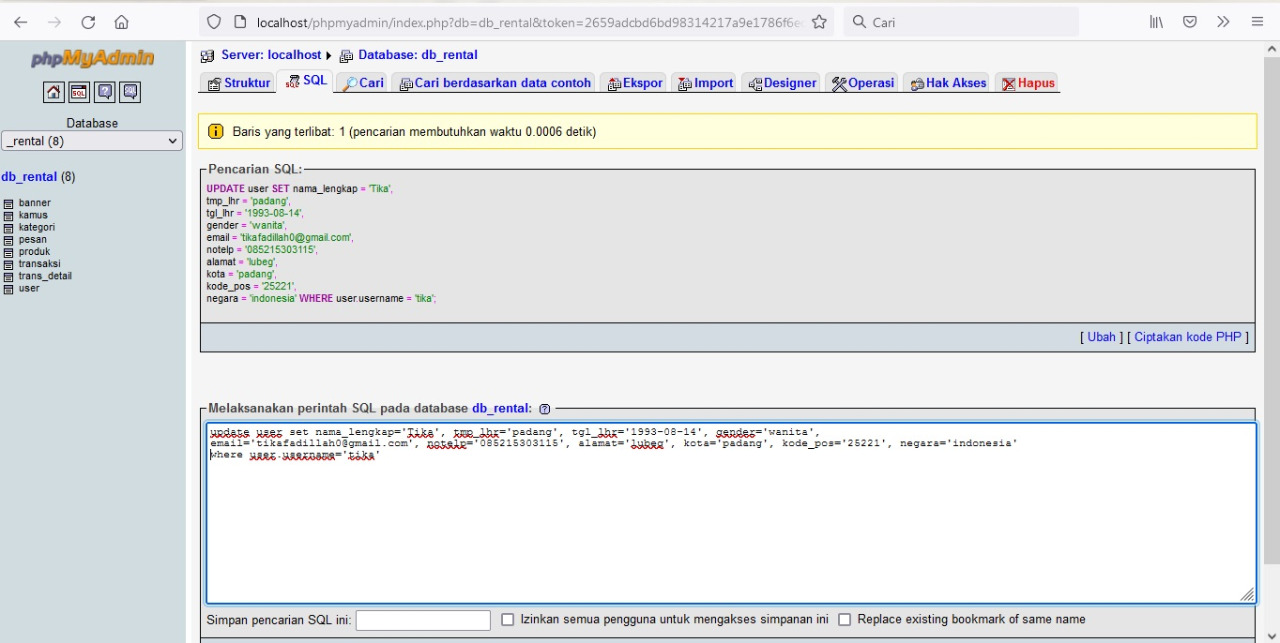 localhost/phpmyadmin/index.php?db=db_rental&token=2659adcbd6bd98314217a9e1786f6e
Cari
phpMyAdmin
Server: localhost ▸ Database: db_rental
Struktur SQL Cari Cari berdasarkan data contoh Ekspor Import Designer Operasi Hak Akses Hapus
Database
_rental (8)
db_rental (8)
banner
kamus
kategori
pesan
produk
transaksi
trans_detail
user
Baris yang terlibat: 1 (pencarian membutuhkan waktu 0.0006 detik)
Pencarian SQL:
UPDATE user SET nama_lengkap = 'Tika',
tmp_lhr = 'padang',
tgl_lhr = '1993-08-14',
gender = 'wanita',
email = 'tikafadillah0@gmail.com',
notelp = '085215303115',
alamat = 'lubeg',
kota = 'padang',
kode_pos = '25221',
negara = 'indonesia' WHERE user.username = 'tika';
[ Ubah ] [ Ciptakan kode PHP ]
Melaksanakan perintah SQL pada database db_rental:
update user set nama_lengkap='Tika', tmp_lhr='padang', tgl_lhr='1993-08-14', gender='wanita',
email='tikafadillah0@gmail.com', notelp='085215303115', alamat='lubeg', kota='padang', kode_pos='25221', negara='indonesia'
where user.username='tika'
Simpan pencarian SQL ini: Izinkan semua pengguna untuk mengakses simpanan ini Replace existing bookmark of same name